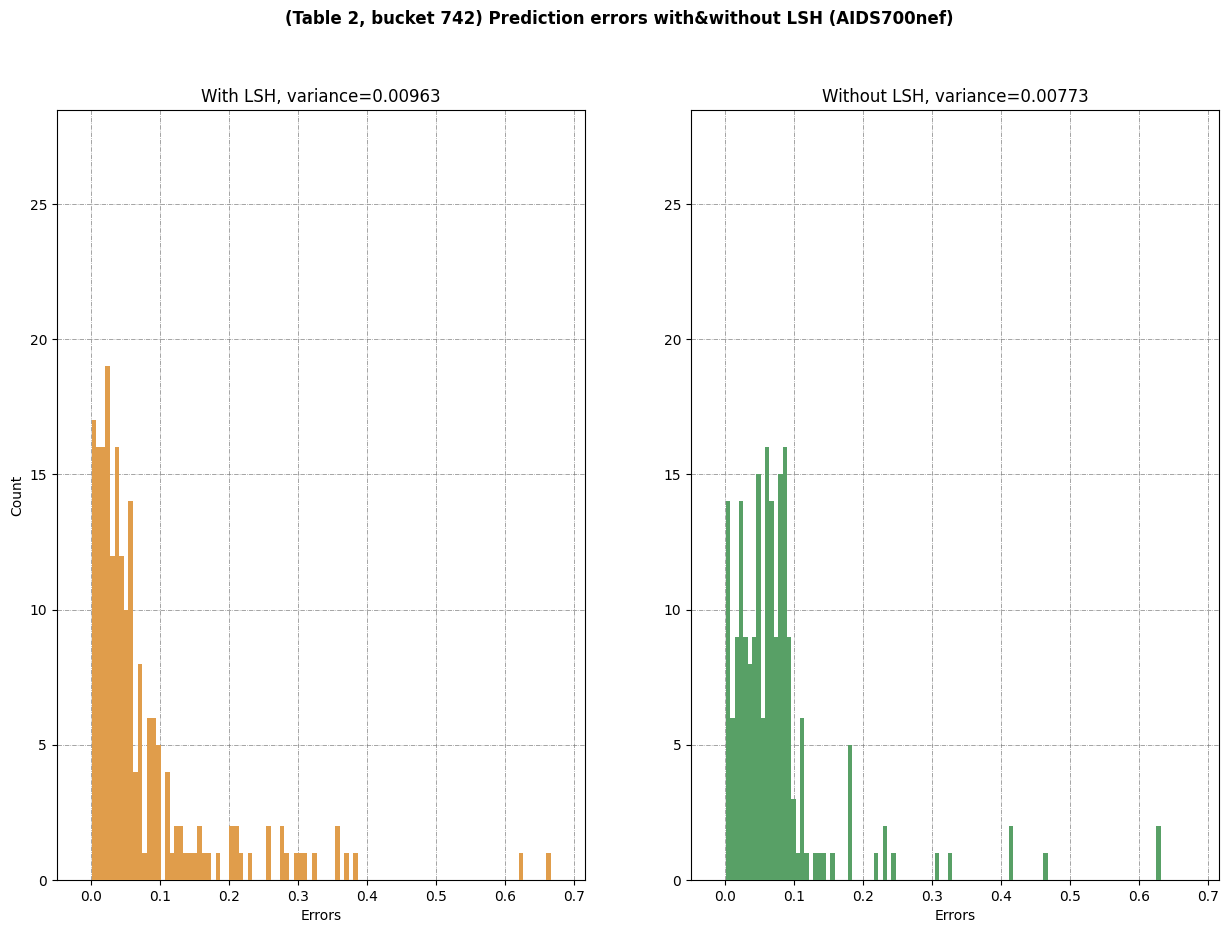 (Table 2, bucket 742) Prediction errors with&without LSH (AIDS700nef)
With LSH, variance=0.00963
25
20
15
10
5
0
Count
0.0 0.1 0.2 0.3 0.4 0.5 0.6 0.7
Errors
Without LSH, variance=0.00773
25
20
15
10
5
0
0.0 0.1 0.2 0.3 0.4 0.5 0.6 0.7
Errors